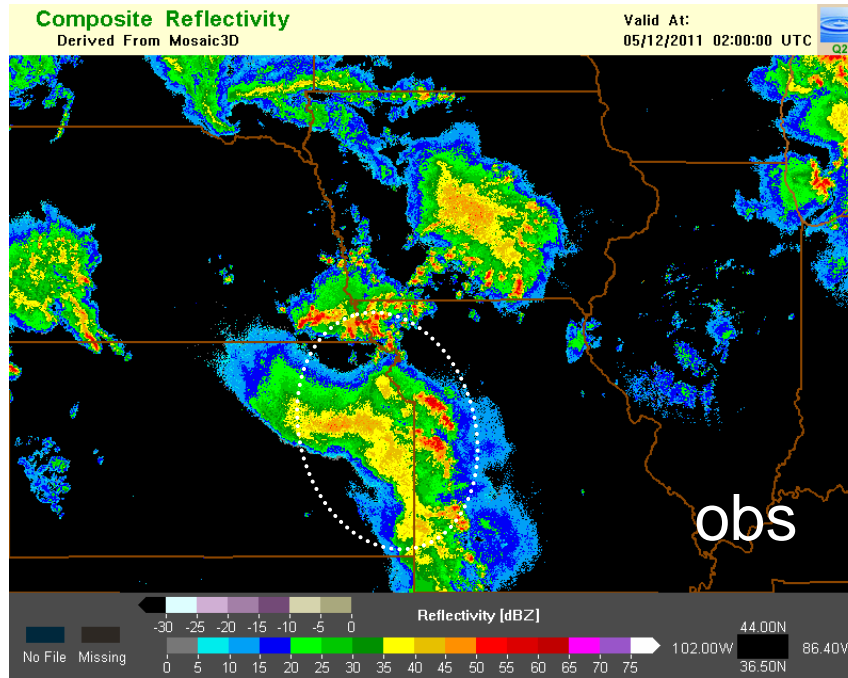 Composite Reflectivity
Derived From Mosaic3D
Valid At:
05/12/2011 02:00:00 UTC
Q2
obs
-30 -25 -20 -15 -10 -5 0
Reflectivity [dBZ]
No File Missing
0 5 10 15 20 25 30 35 40 45 50 55 60 65 70 75
44.00N
102.00W 86.40W
36.50N